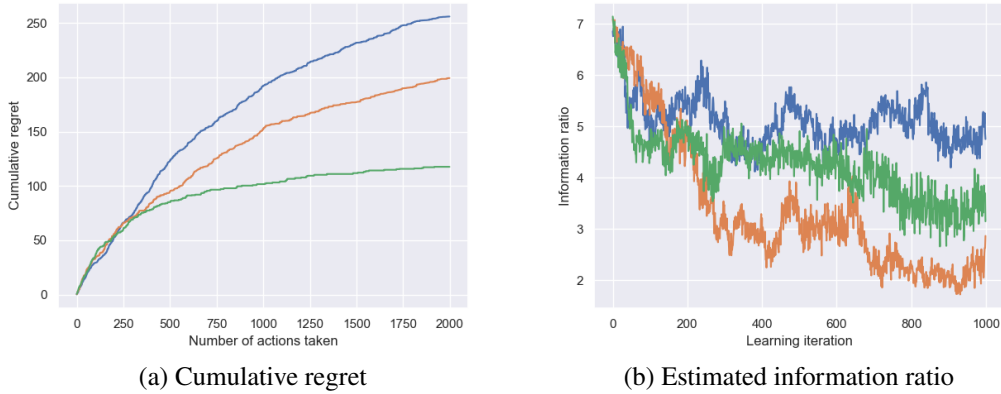 250
200
150
100
50
0
Cumulative regret
0 250 500 750 1000 1250 1500 1750 2000
Number of actions taken
(a) Cumulative regret
7
6
5
4
3
2
Information ratio
0 200 400 600 800 1000
Learning iteration
(b) Estimated information ratio